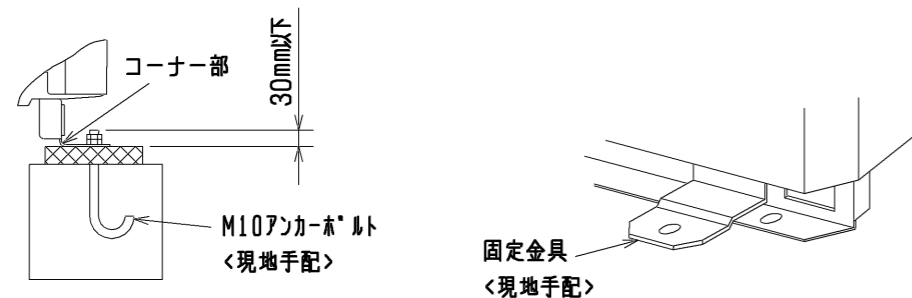 コーナー部
30mm以下
M10アンカーボルト
<現地手配>
固定金具
<現地手配>